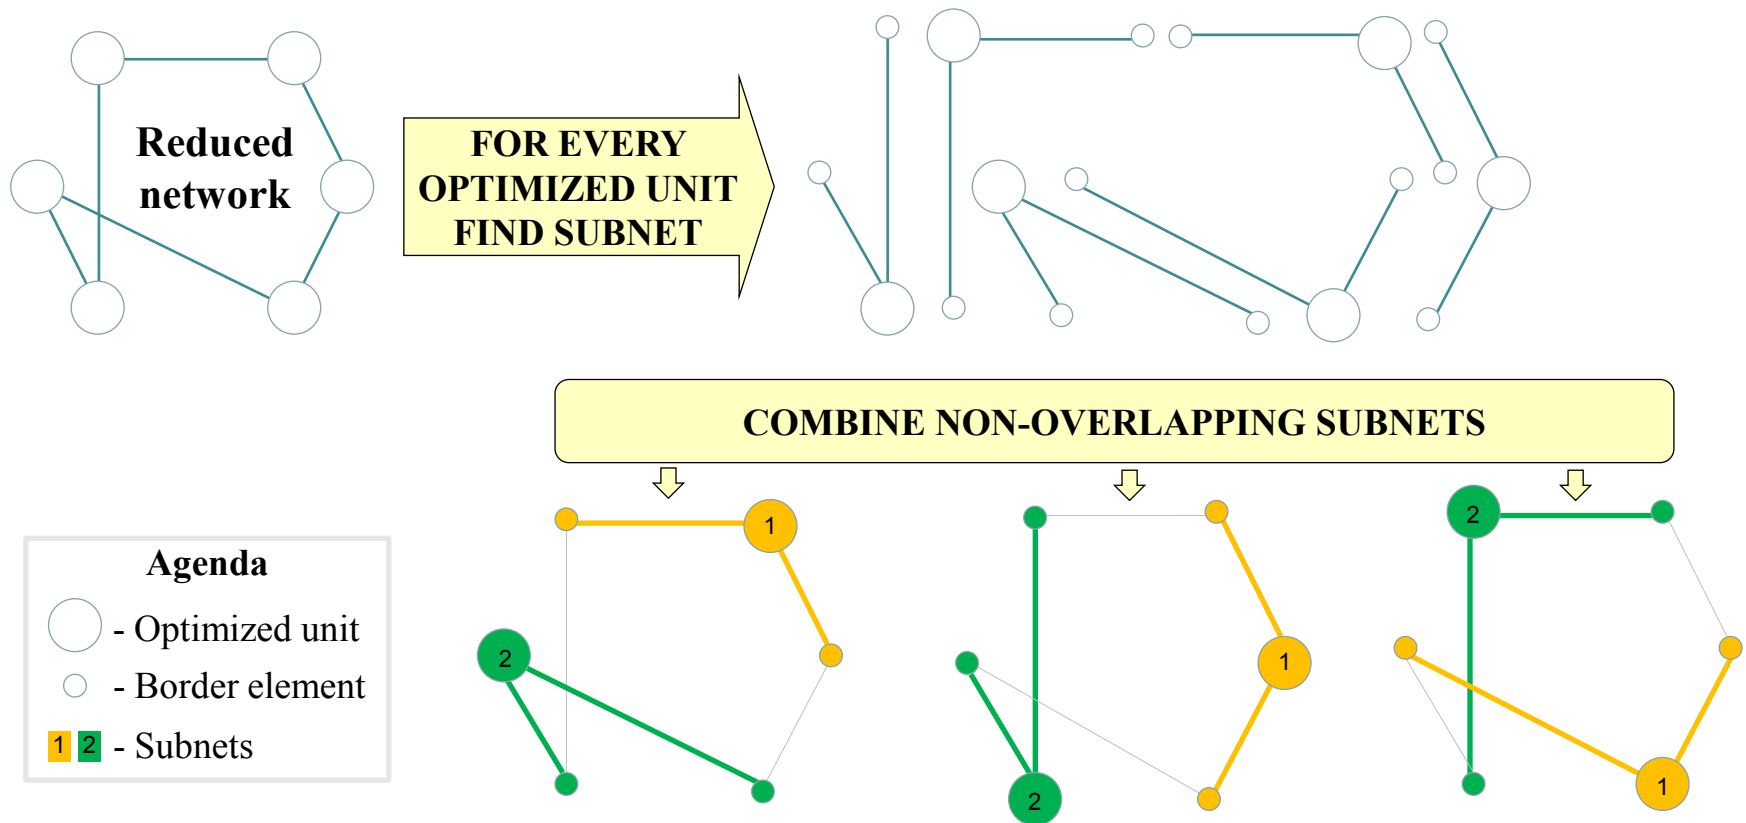 Reduced
network
FOR EVERY
OPTIMIZED UNIT
FIND SUBNET
COMBINE NON-OVERLAPPING SUBNETS
Agenda
- Optimized unit
- Border element
1 2 - Subnets
1
2
1
2
2
1